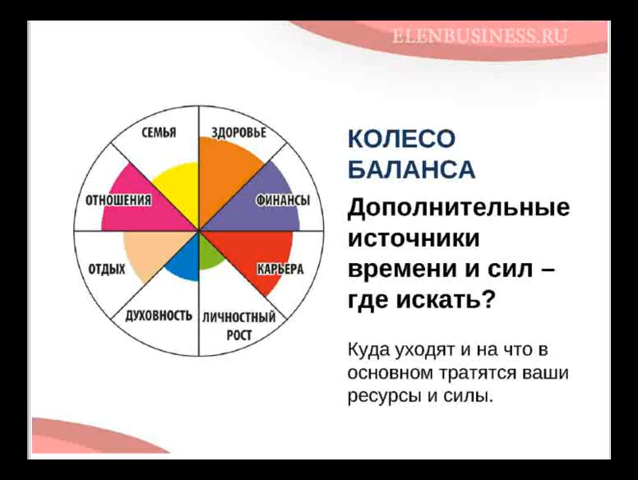 ELENBUSINESS.RU
СЕМЬЯ
ЗДОРОВЬЕ
ОТНОШЕНИЯ
ФИНАНСЫ
ОТДЫХ
КАРЬЕРА
ДУХОВНОСТЬ
ЛИЧНОСТНЫЙ
РОСТ
КОЛЕСО
БАЛАНСА
Дополнительные
источники
времени и сил –
где искать?
Куда уходят и на что в
основном тратятся ваши
ресурсы и силы.